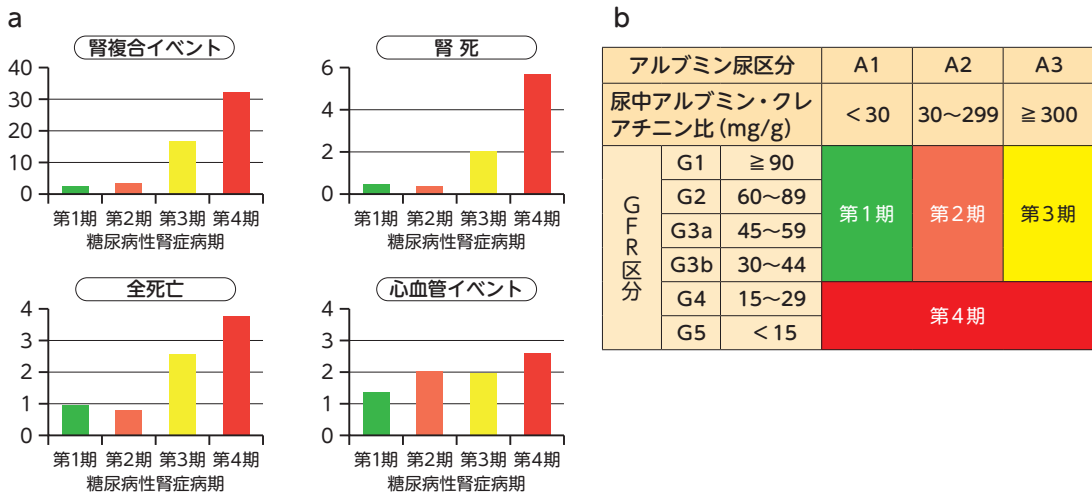 a
腎複合イベント
40
30
20
10
0
第1期 第2期 第3期 第4期
糖尿病性腎症病期
腎 死
6
4
2
0
第1期 第2期 第3期 第4期
糖尿病性腎症病期
全死亡
4
3
2
1
0
第1期 第2期 第3期 第4期
糖尿病性腎症病期
心血管イベント
4
3
2
1
0
第1期 第2期 第3期 第4期
糖尿病性腎症病期
b
アルブミン尿区分 A1 A2 A3
尿中アルブミン・クレ
アチニン比(mg/g) <30 30〜299 ≧300
GFR区分
G1 ≧90
G2 60〜89
G3a 45〜59
G3b 30〜44
G4 15〜29
G5 <15
第1期 第2期 第3期
第4期